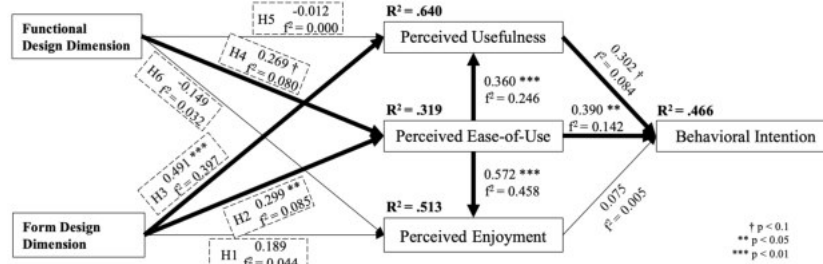 R² = .640
H5 -0.012
f² = 0.000
Functional
Design Dimension
Perceived Usefulness
H4 0.269 †
f² = 0.080
H6 -0.149
f² = 0.032
0.302 †
f² = 0.084
0.360 ***
f² = 0.246
R² = .319
0.390 **
f² = 0.142
R² = .466
Perceived Ease-of-Use
Behavioral Intention
H3 0.491 ***
f² = 0.397
H2 0.299 **
f² = 0.085
0.572 ***
f² = 0.458
0.075
f² = 0.005
R² = .513
Form Design
Dimension
Perceived Enjoyment
H1 0.189
f² = 0.044
† p < 0.1
** p < 0.05
*** p < 0.01